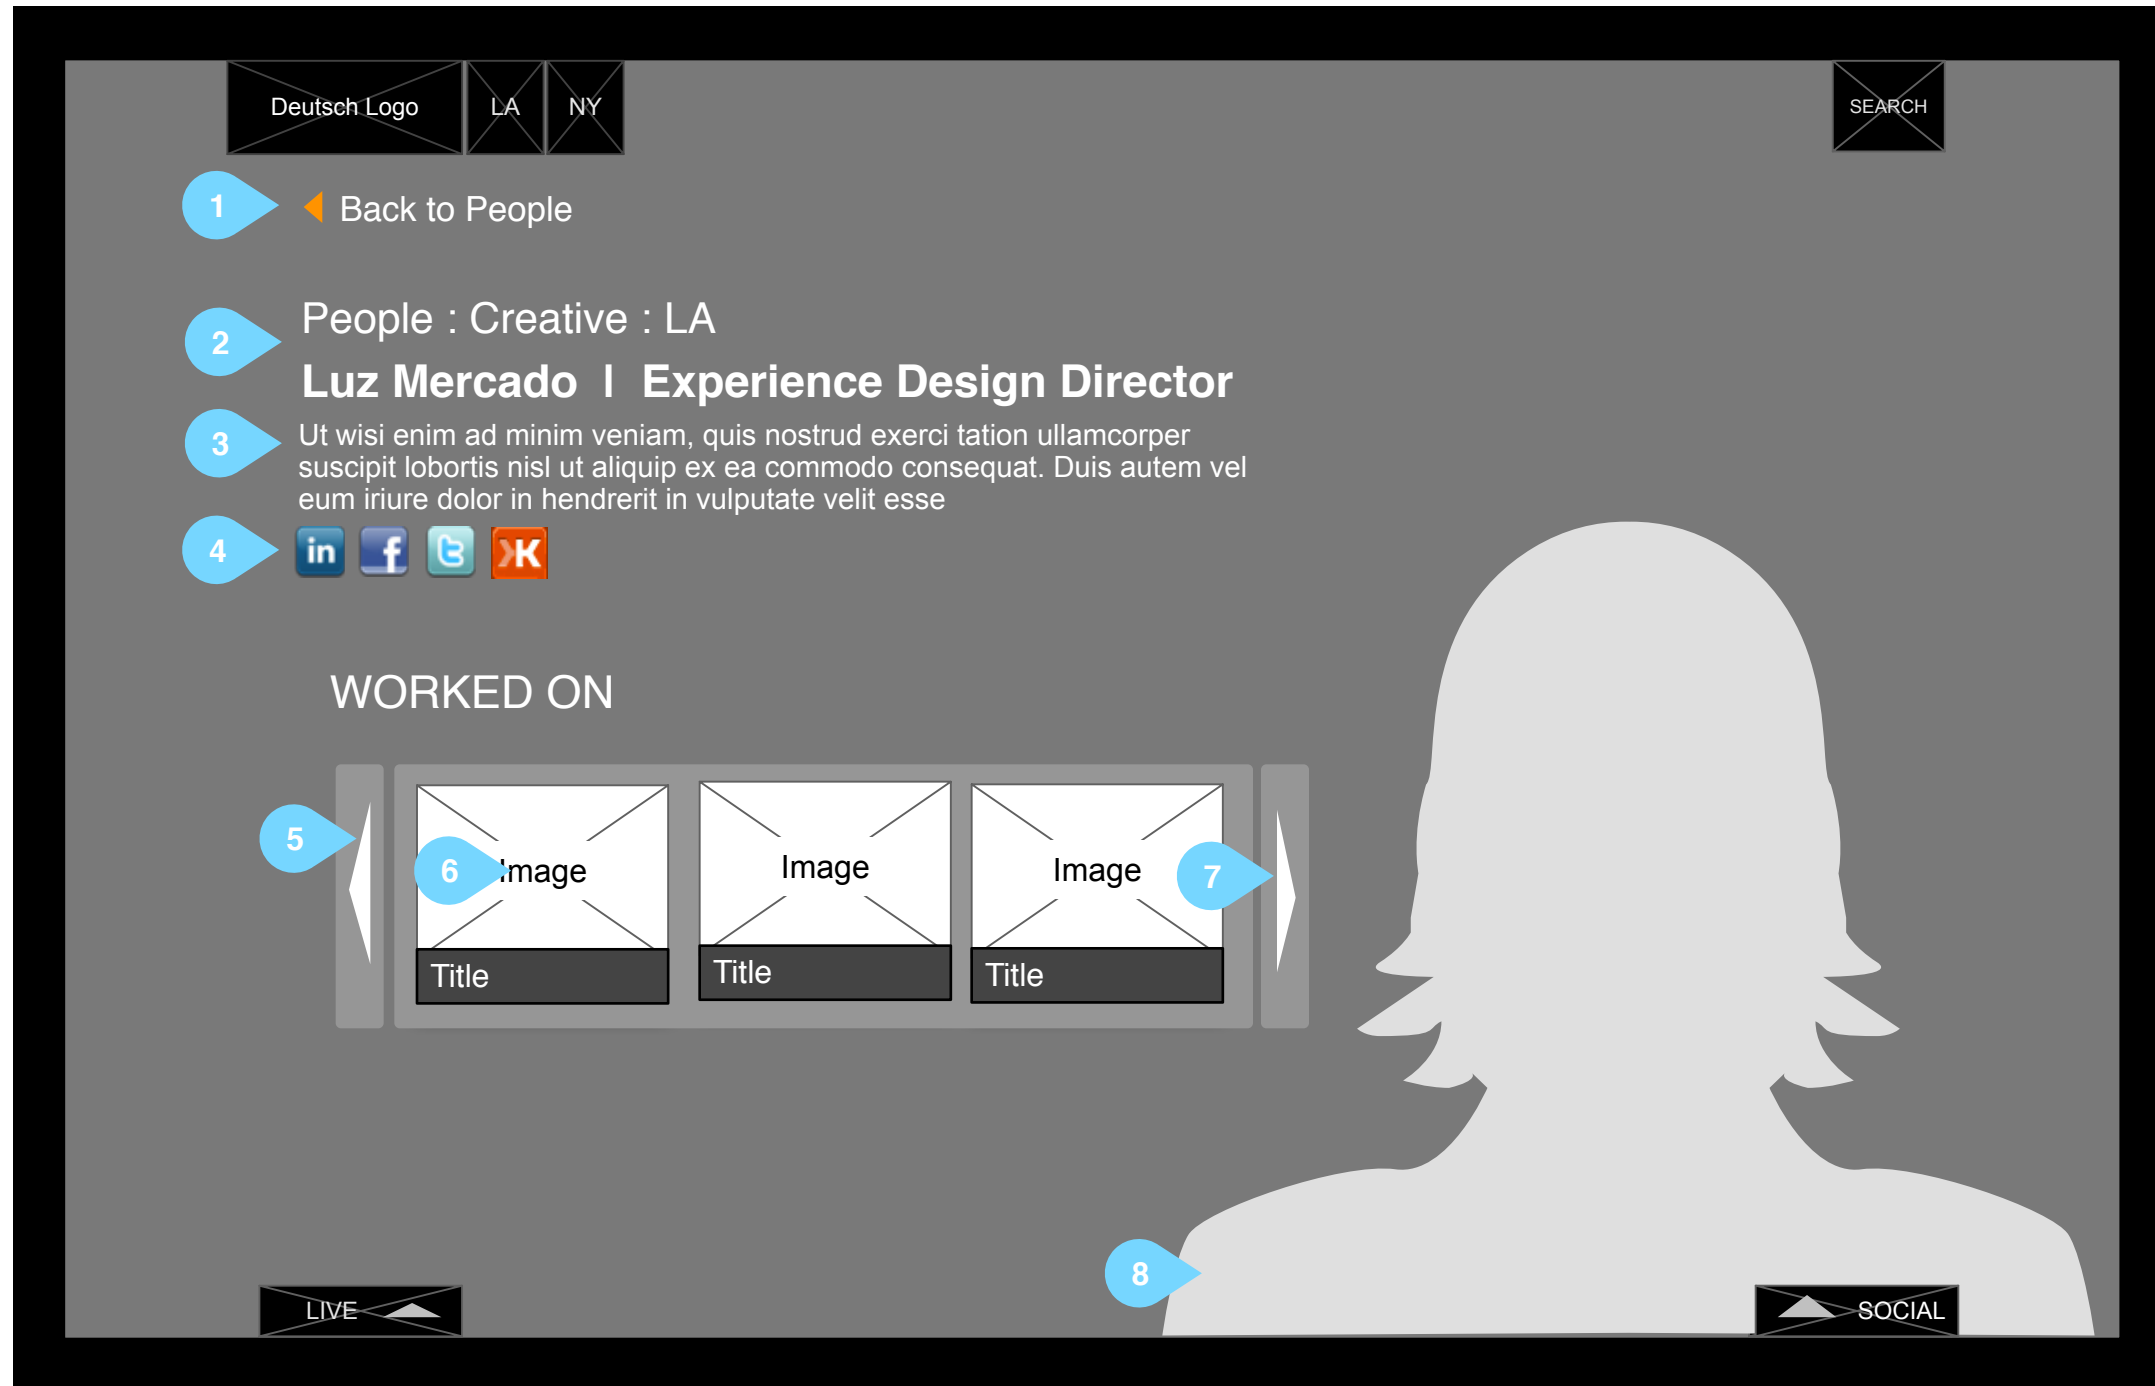 Deutsch Logo LA NY SEARCH
1 Back to People
2 People : Creative : LA
Luz Mercado | Experience Design Director
3 Ut wisi enim ad minim veniam, quis nostrud exerci tation ullamcorper
suscipit lobortis nisl ut aliquip ex ea commodo consequat. Duis autem vel
eum iriure dolor in hendrerit in vulputate velit esse
4 in f t K
WORKED ON
5 6 Image Image Image 7
Title Title Title
8
LIVE SOCIAL